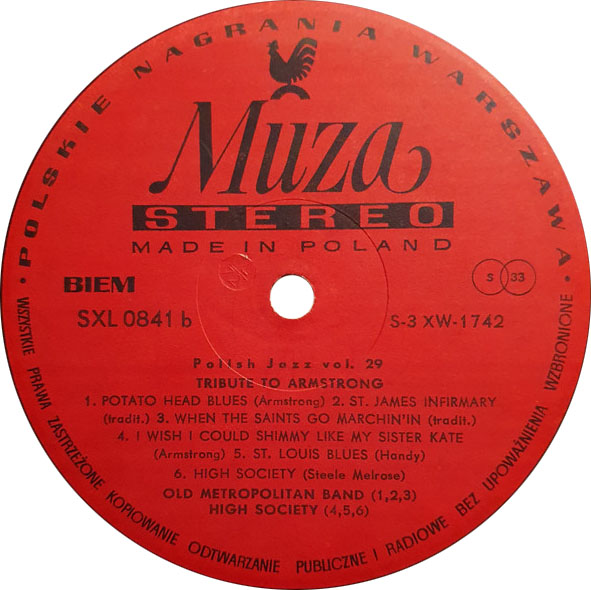 • POLSKIE NAGRANIA WARSZAWA •
Muza
STEREO
MADE IN POLAND
BIEM
S 33
SXL 0841 b
S-3 XW-1742
Polish Jazz vol. 29
TRIBUTE TO ARMSTRONG
1. POTATO HEAD BLUES (Armstrong) 2. ST. JAMES INFIRMARY
(tradit.) 3. WHEN THE SAINTS GO MARCHIN'IN (tradit.)
4. I WISH I COULD SHIMMY LIKE MY SISTER KATE
(Armstrong) 5. ST. LOUIS BLUES (Handy)
6. HIGH SOCIETY (Steele Melrose)
OLD METROPOLITAN BAND (1,2,3)
HIGH SOCIETY (4,5,6)
WSZYSTKIE PRAWA ZASTRZEŻONE KOPIOWANIE ODTWARZANIE PUBLICZNE I RADIOWE BEZ UPOWAŻNIENIA WZBRONIONE